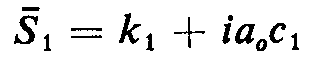 S̄₁ = k₁ + iaₒc₁